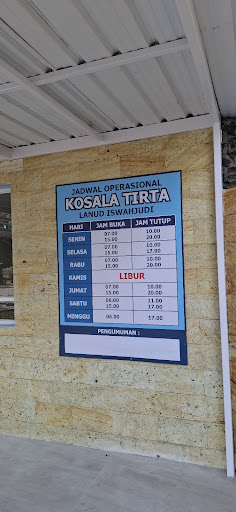 JADWAL OPERASIONAL
KOSALA TIRTA
LANUD ISWAHJUDI
HARI JAM BUKA JAM TUTUP
SENIN 07.00 10.00
15.00 20.00
SELASA 07.00 10.00
15.00 17.00
RABU 07.00 10.00
15.00 20.00
KAMIS LIBUR
JUMAT 07.00 10.00
15.00 20.00
SABTU 06.00 11.00
15.00 17.00
MINGGU 06.00 17.00
PENGUMUMAN :